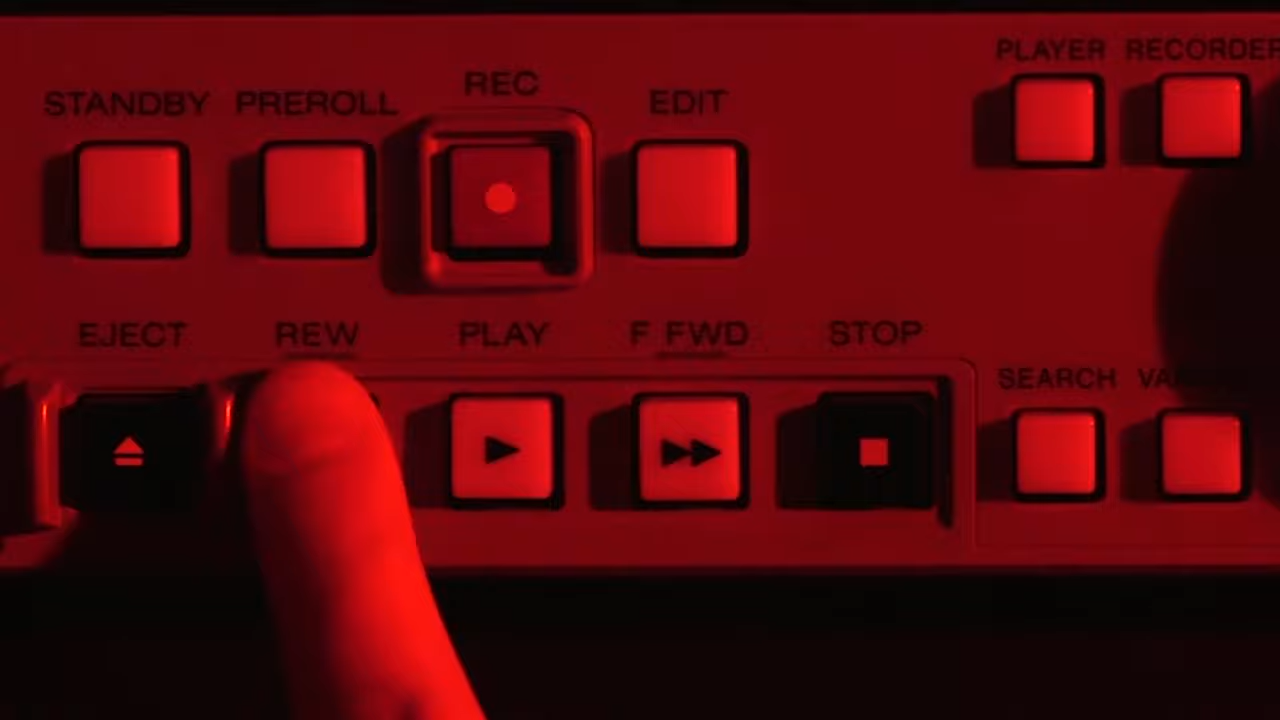 PLAYER RECORDER
STANDBY PREROLL REC EDIT
EJECT REW PLAY F FWD STOP
SEARCH